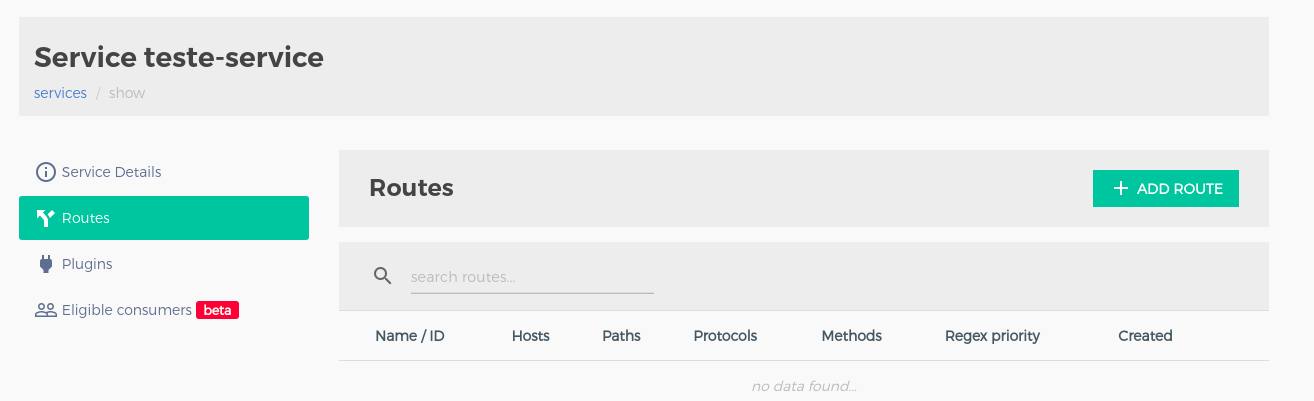 Service teste-service
services / show
Service Details
Routes
Plugins
Eligible consumers beta
Routes
ADD ROUTE
search routes...
Name / ID Hosts Paths Protocols Methods Regex priority Created
no data found...